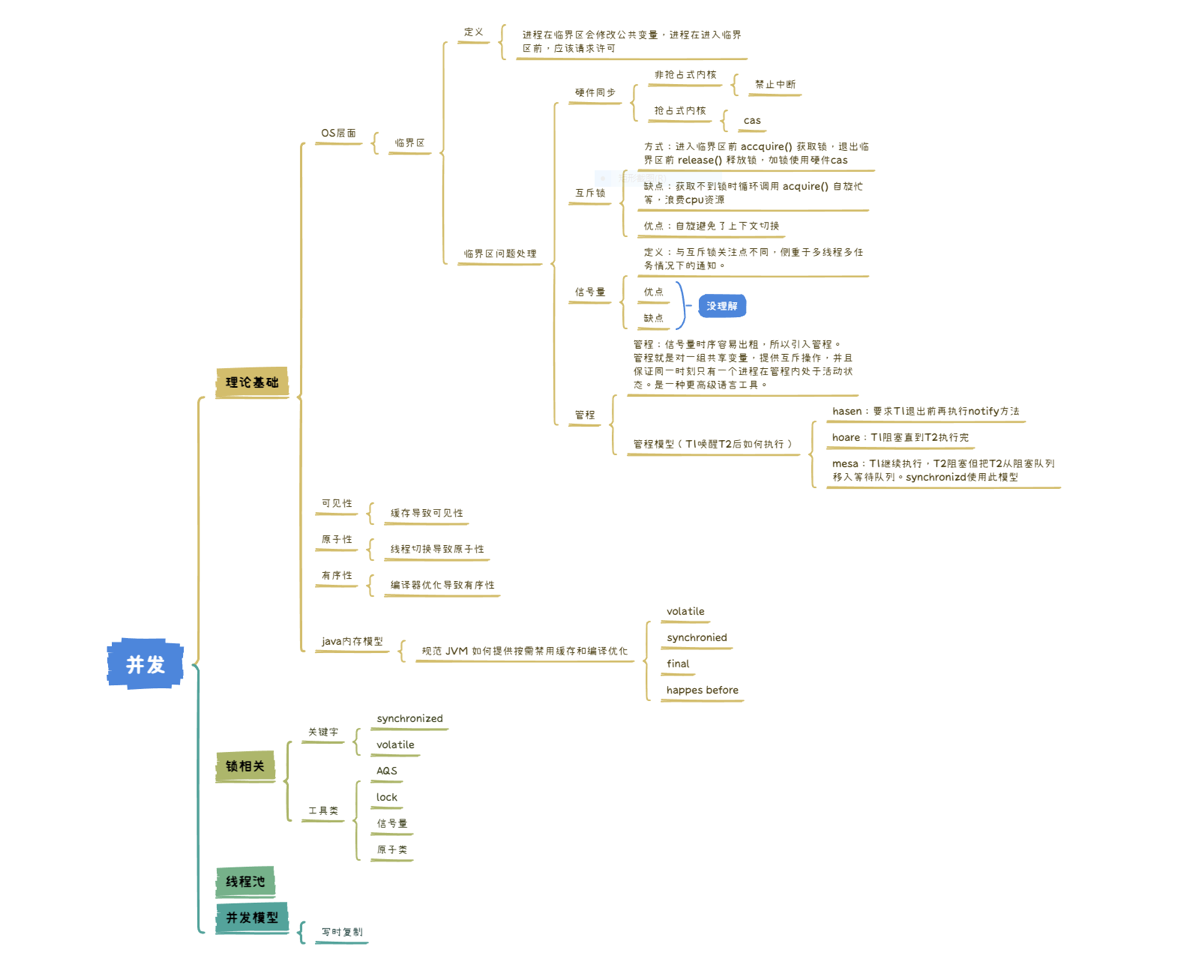 并发
理论基础
OS层面
临界区
定义
进程在临界区会修改公共变量，进程在进入临界
区前，应该请求许可
临界区问题处理
硬件同步
非抢占式内核
禁止中断
抢占式内核
cas
互斥锁
方式：进入临界区前 accquire() 获取锁，退出临
界区前 release() 释放锁，加锁使用硬件cas
缺点：获取不到锁时循环调用 acquire() 自旋忙
等，浪费cpu资源
优点：自旋避免了上下文切换
信号量
定义：与互斥锁关注点不同，侧重于多线程多任
务情况下的通知。
优点
缺点
没理解
管程
管程：信号量时序容易出租，所以引入管程。
管程就是对一组共享变量，提供互斥操作，并且
保证同一时刻只有一个进程在管程内处于活动状
态。是一种更高级语言工具。
管程模型（T1唤醒T2后如何执行）
hasen：要求T1退出前再执行notify方法
hoare：T1阻塞直到T2执行完
mesa：T1继续执行，T2阻塞但把T2从阻塞队列
移入等待队列。synchronizd使用此模型
可见性
缓存导致可见性
原子性
线程切换导致原子性
有序性
编译器优化导致有序性
java内存模型
规范 JVM 如何提供按需禁用缓存和编译优化
volatile
synchronied
final
happes before
锁相关
关键字
synchronized
volatile
工具类
AQS
lock
信号量
原子类
线程池
并发模型
写时复制